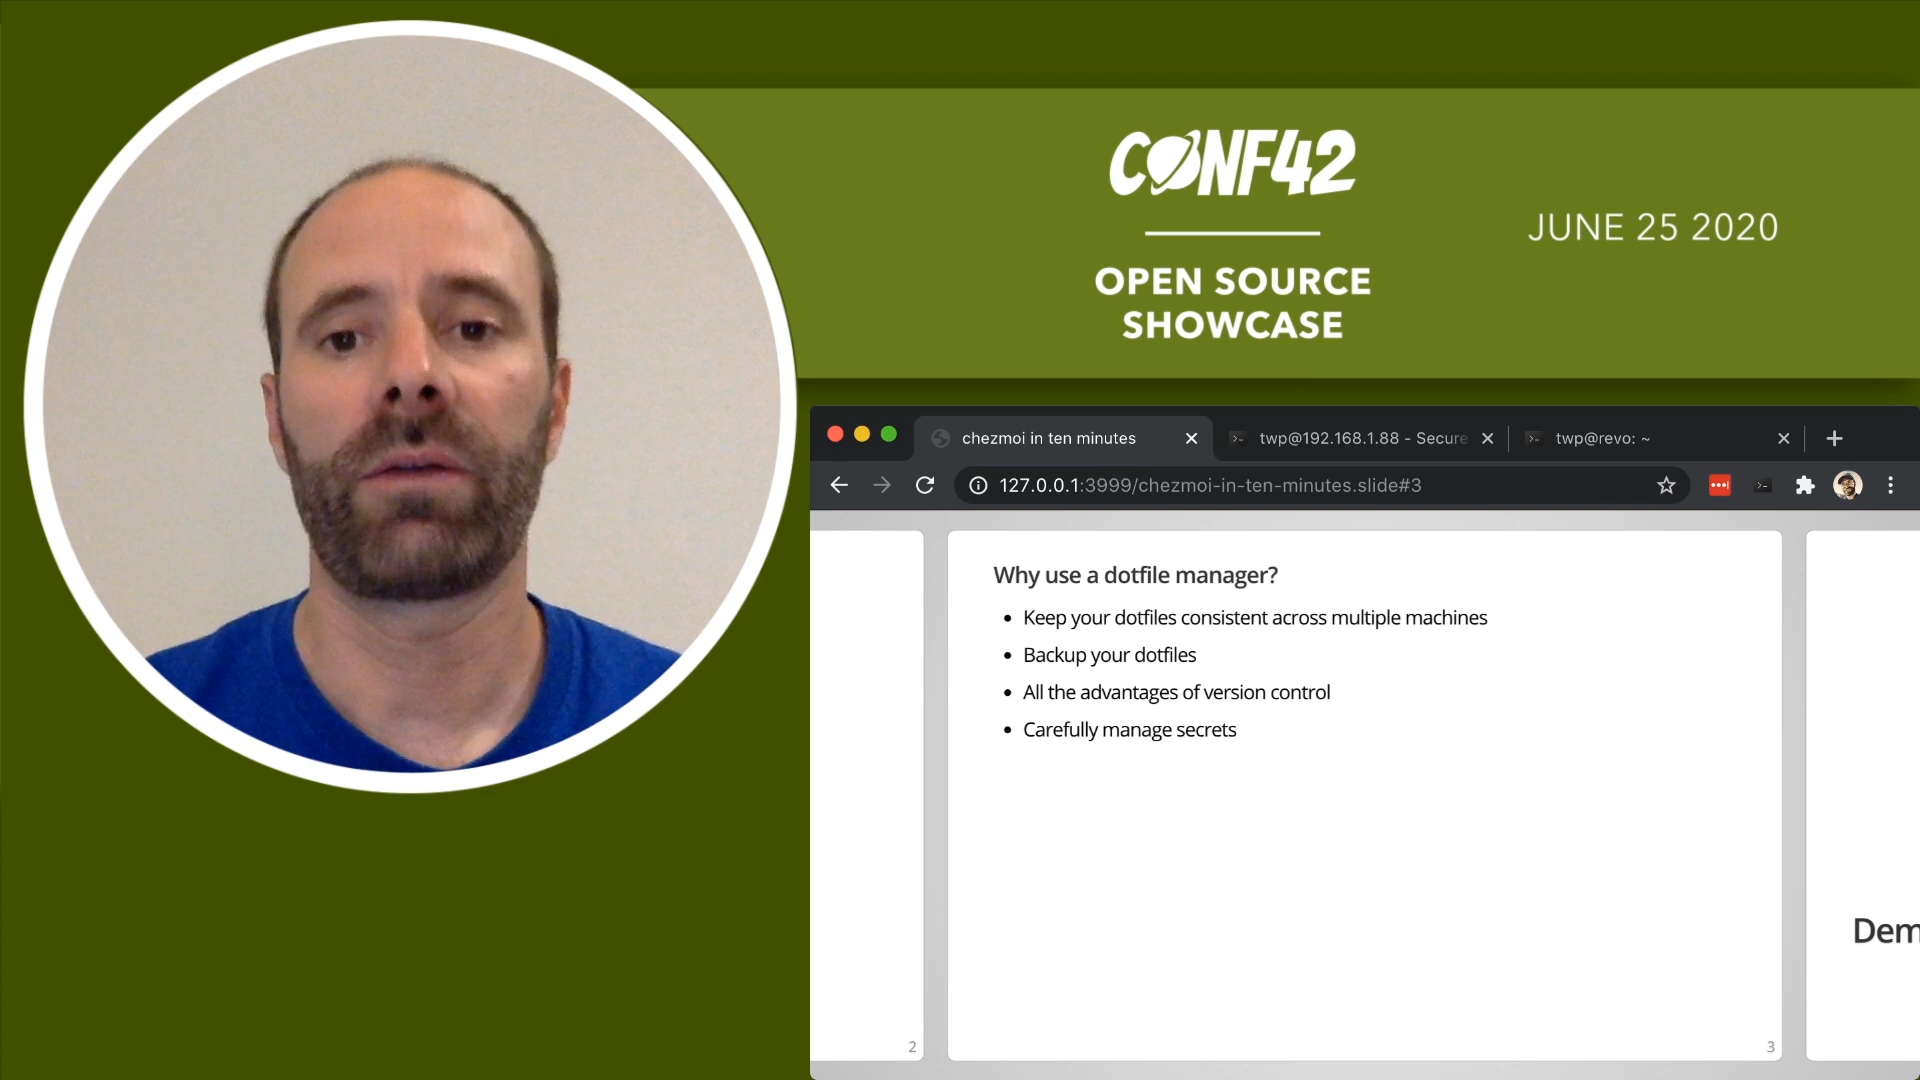 CONF42
OPEN SOURCE
SHOWCASE
JUNE 25 2020
chezmoi in ten minutes
twp@192.168.1.88 - Secure
twp@revo: ~
127.0.0.1:3999/chezmoi-in-ten-minutes.slide#3
Why use a dotfile manager?
• Keep your dotfiles consistent across multiple machines
• Backup your dotfiles
• All the advantages of version control
• Carefully manage secrets
Dem
2
3